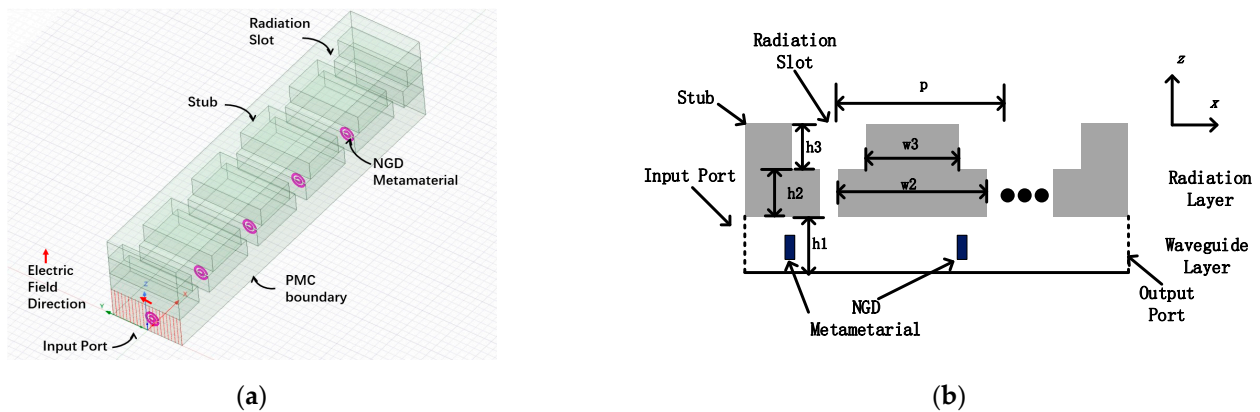 Radiation
Slot
Stub
NGD
Metamaterial
Electric
Field
Direction
PMC
boundary
Input Port
Z
Y
X
(a)
Radiation
Slot
Stub
p
z
x
h3
w3
Input Port
h2
w2
Radiation
Layer
h1
Waveguide
Layer
NGD
Metametarial
Output
Port
(b)